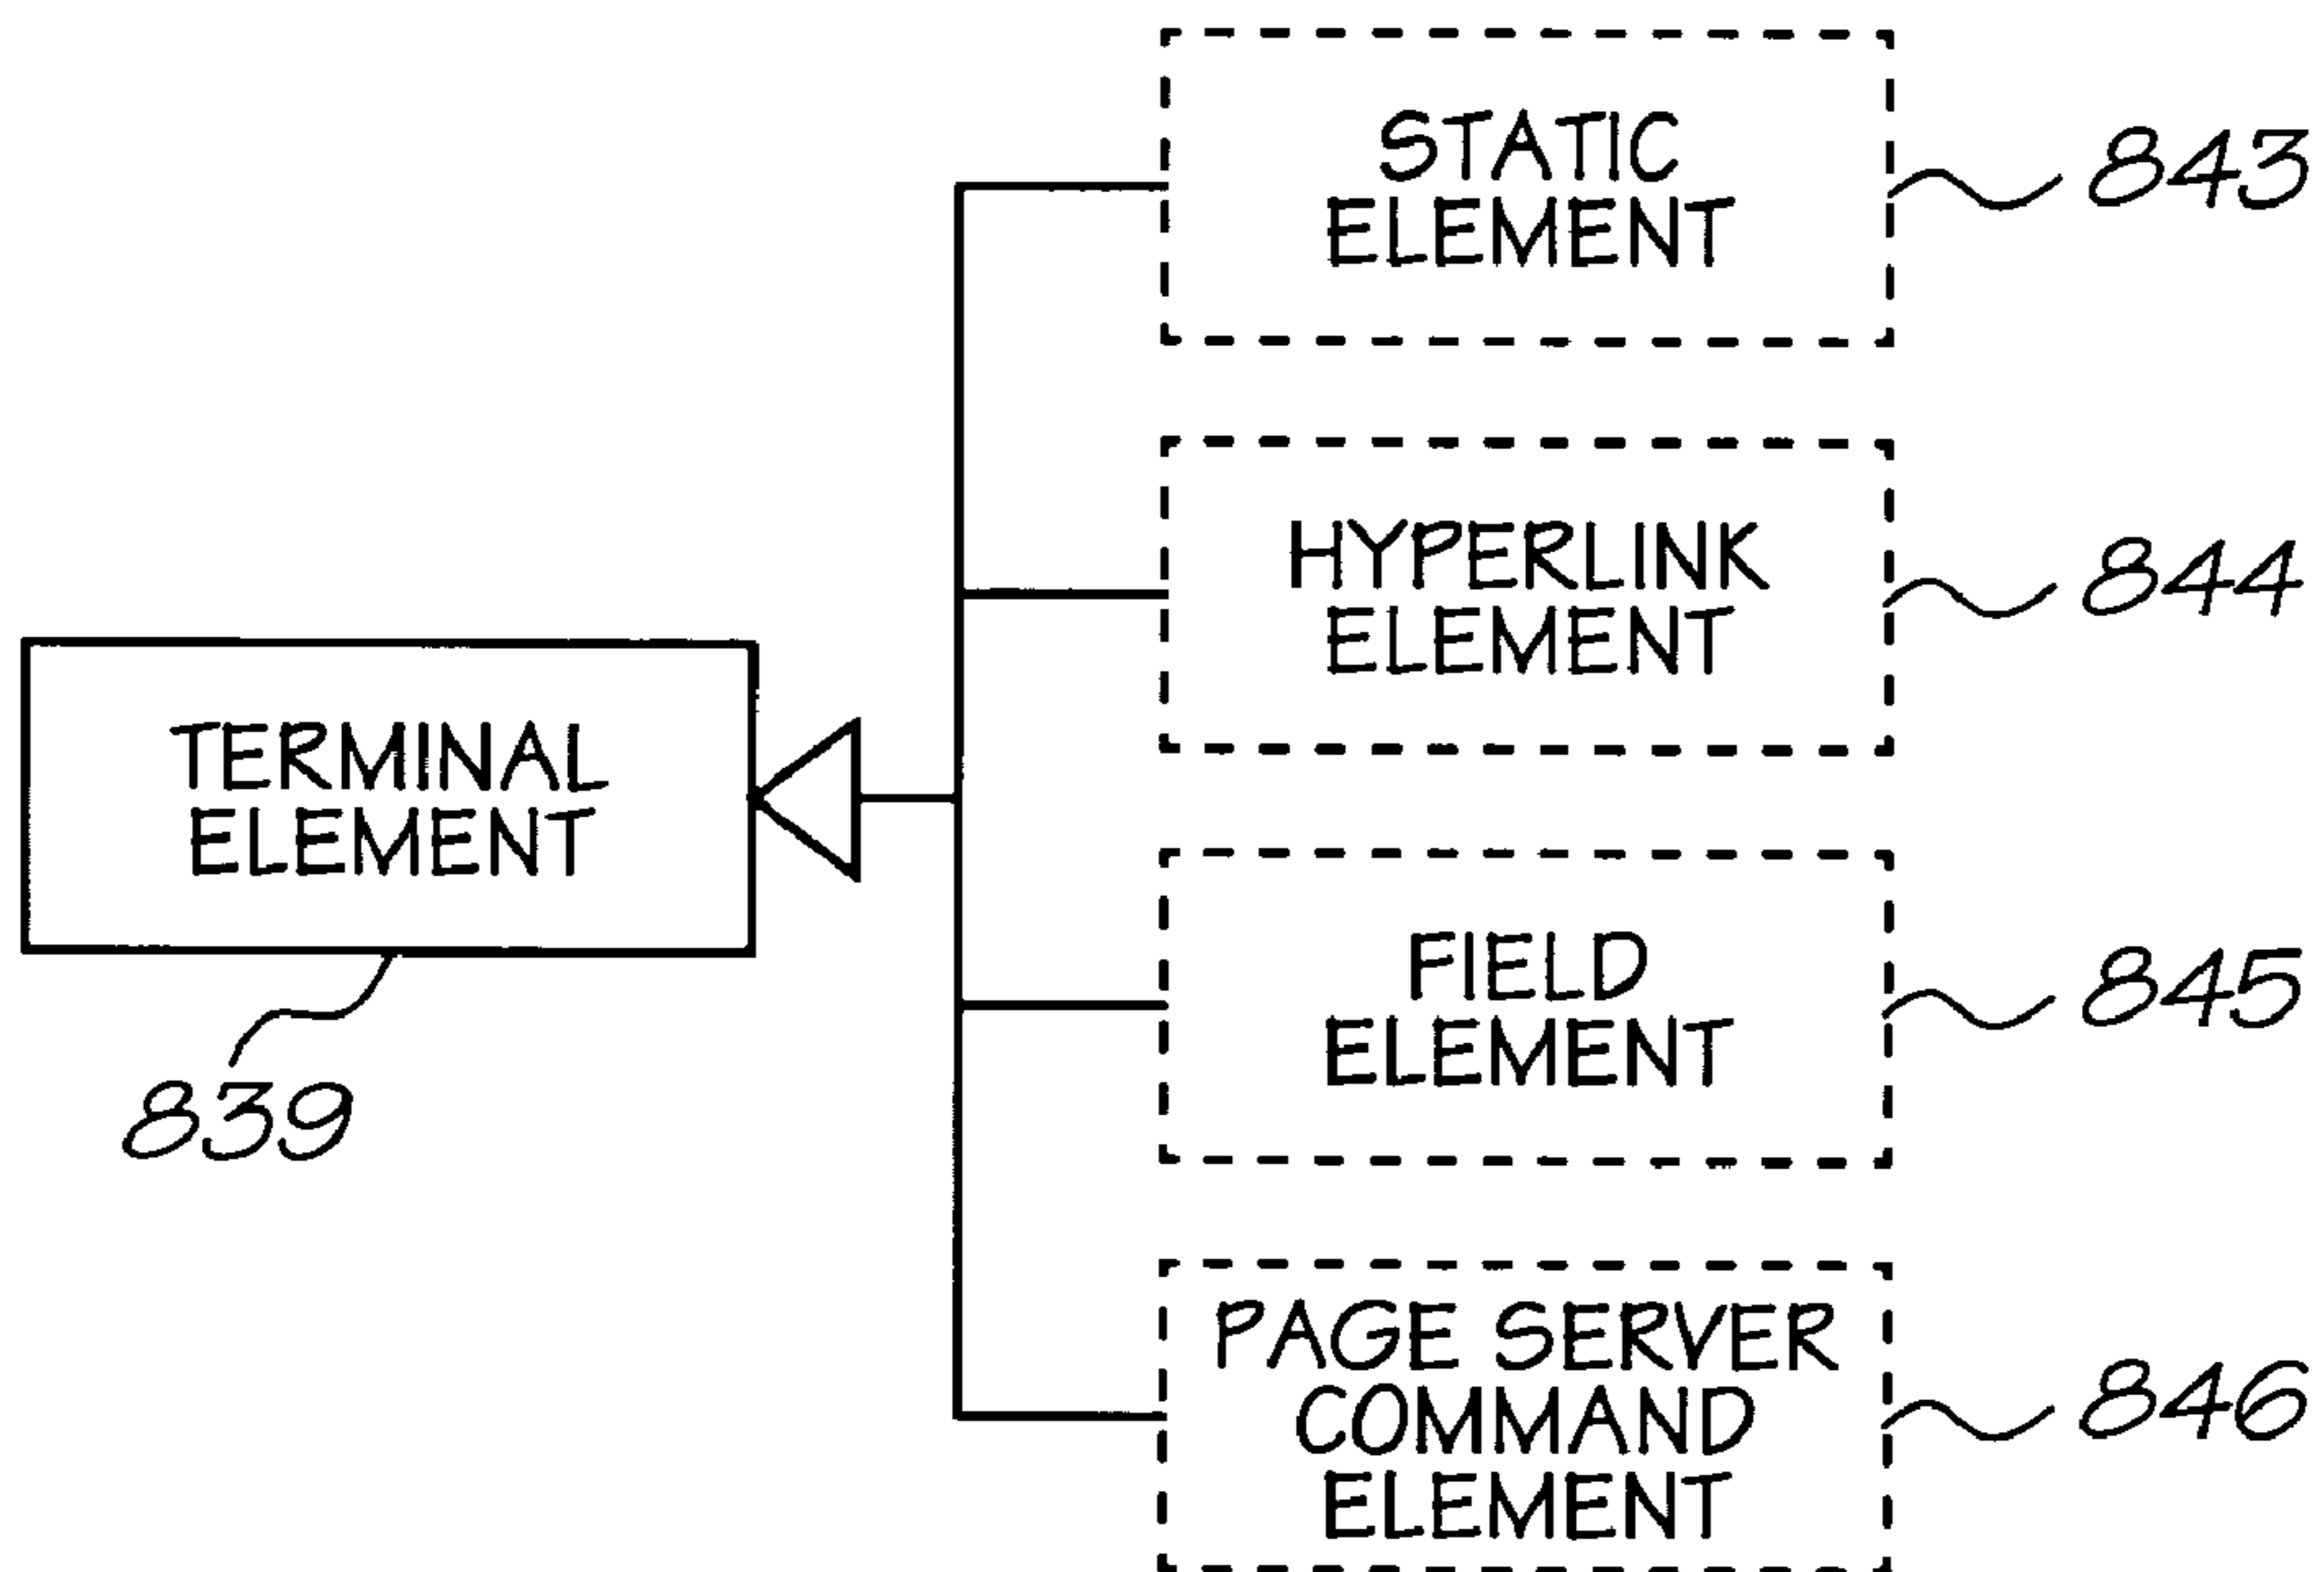 STATIC
ELEMENT
843
HYPERLINK
ELEMENT
844
TERMINAL
ELEMENT
839
FIELD
ELEMENT
845
PAGE SERVER
COMMAND
ELEMENT
846